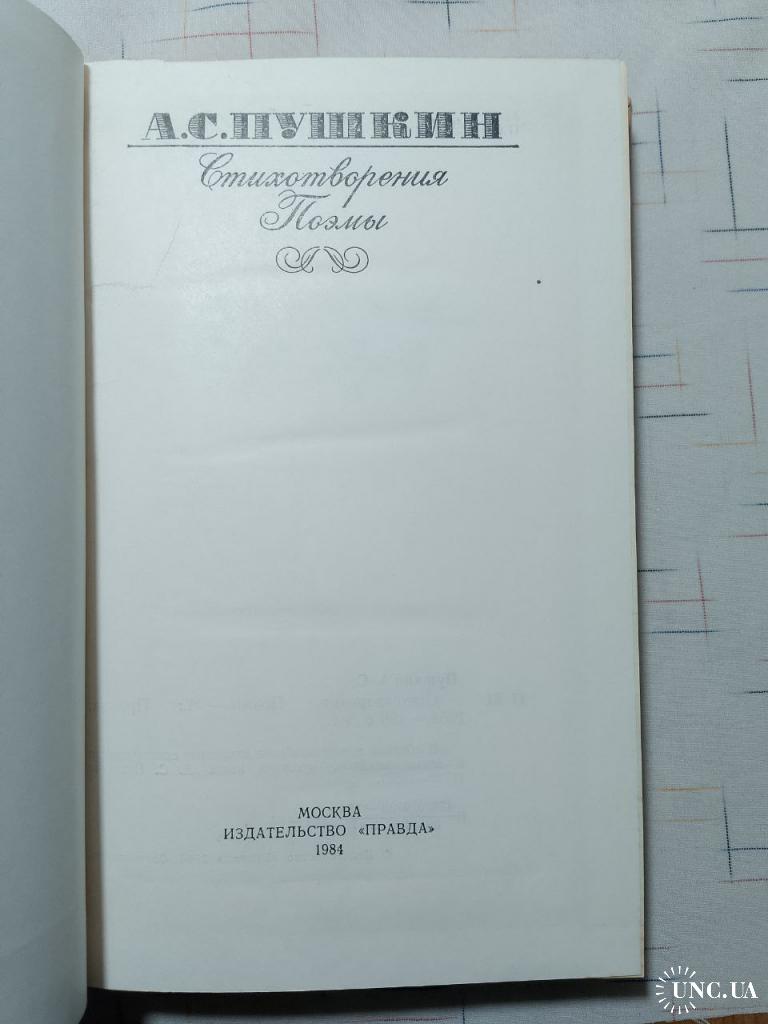 А.С.ПУШКИН
Стихотворения
Поэмы
МОСКВА
ИЗДАТЕЛЬСТВО «ПРАВДА»
1984
UNC.UA